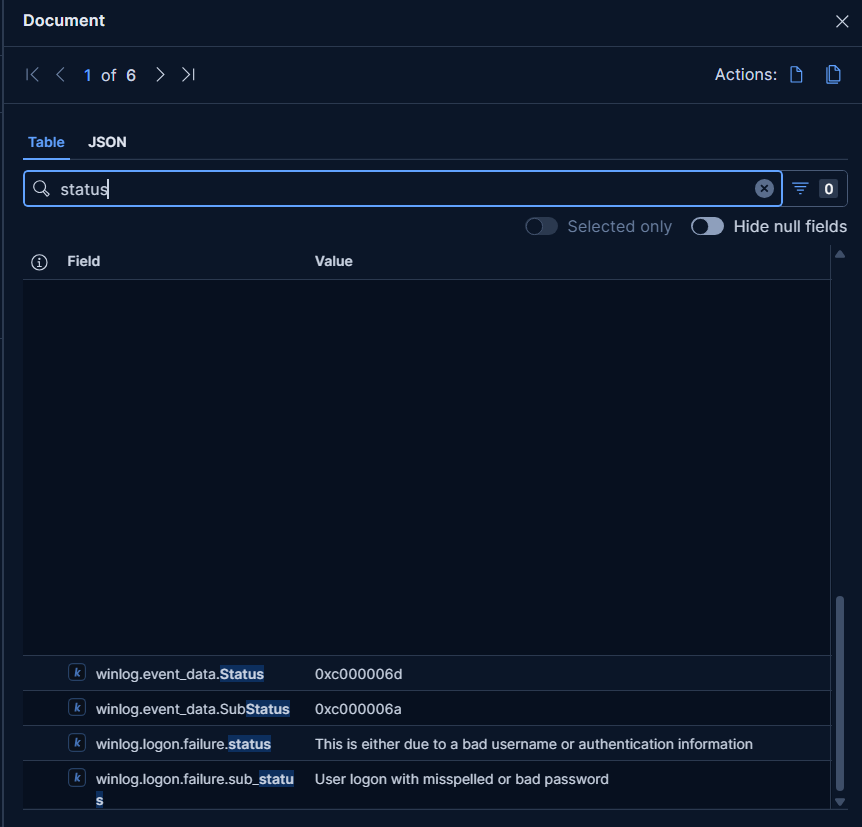 Document
1 of 6
Actions:
Table JSON
status
0
Selected only Hide null fields
Field Value
k winlog.event_data.Status 0xc000006d
k winlog.event_data.SubStatus 0xc000006a
k winlog.logon.failure.status This is either due to a bad username or authentication information
k winlog.logon.failure.sub_statu User logon with misspelled or bad password
s